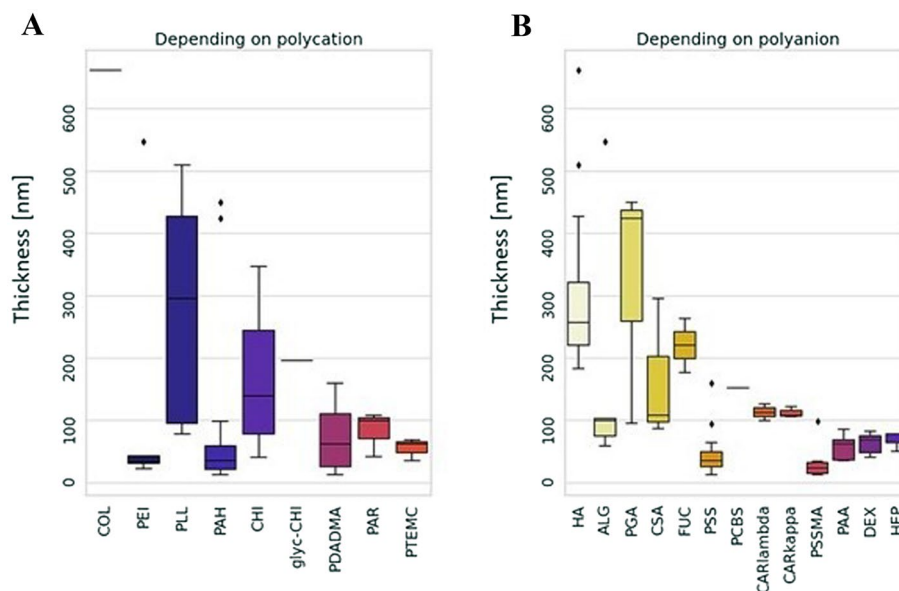 A
Depending on polycation
Thickness [nm]
600
500
400
300
200
100
0
COL
PEI
PLL
PAH
CHI
glyc-CHI
PDADMA
PAR
PTEMC
B
Depending on polyanion
Thickness [nm]
600
500
400
300
200
100
0
HA
ALG
PGA
CSA
FUC
PSS
PCBS
CARlambda
CARkappa
PSSMA
PAA
DEX
HEP